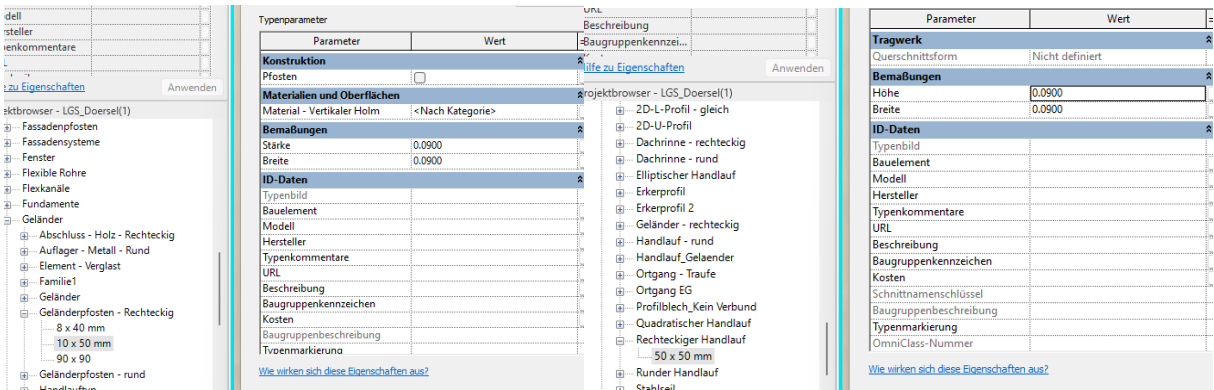 dell
rsteller
enkommentare
e zu Eigenschaften
Anwenden
ektbrowser - LGS_Doersel(1)
Fassadenpfosten
Fassadensysteme
Fenster
Flexible Rohre
Flexkanäle
Fundamente
Geländer
Abschluss - Holz - Rechteckig
Auflager - Metall - Rund
Element - Verglast
Familie1
Geländer
Geländerpfosten - Rechteckig
8 x 40 mm
10 x 50 mm
90 x 90
Geländerpfosten - rund
Handlauftyp
Typenparameter
Parameter Wert =
Konstruktion
Pfosten
Materialien und Oberflächen
Material - Vertikaler Holm <Nach Kategorie>
Bemaßungen
Stärke 0.0900
Breite 0.0900
ID-Daten
Typenbild
Bauelement
Modell
Hersteller
Typenkommentare
URL
Beschreibung
Baugruppenkennzeichen
Kosten
Baugruppenbeschreibung
Typenmarkierung
Wie wirken sich diese Eigenschaften aus?
URL
Beschreibung
Baugruppenkennzei...
ilfe zu Eigenschaften
Anwenden
rojektbrowser - LGS_Doersel(1)
2D-L-Profil - gleich
2D-U-Profil
Dachrinne - rechteckig
Dachrinne - rund
Elliptischer Handlauf
Erkerprofil
Erkerprofil 2
Geländer - rechteckig
Handlauf - rund
Handlauf_Gelaender
Ortgang - Traufe
Ortgang EG
Profilblech_Kein Verbund
Quadratischer Handlauf
Rechteckiger Handlauf
50 x 50 mm
Runder Handlauf
Stahlseil
Parameter Wert =
Tragwerk
Querschnittsform Nicht definiert
Bemaßungen
Höhe 0.0900
Breite 0.0900
ID-Daten
Typenbild
Bauelement
Modell
Hersteller
Typenkommentare
URL
Beschreibung
Baugruppenkennzeichen
Kosten
Schnittnamenschlüssel
Baugruppenbeschreibung
Typenmarkierung
OmniClass-Nummer
Wie wirken sich diese Eigenschaften aus?